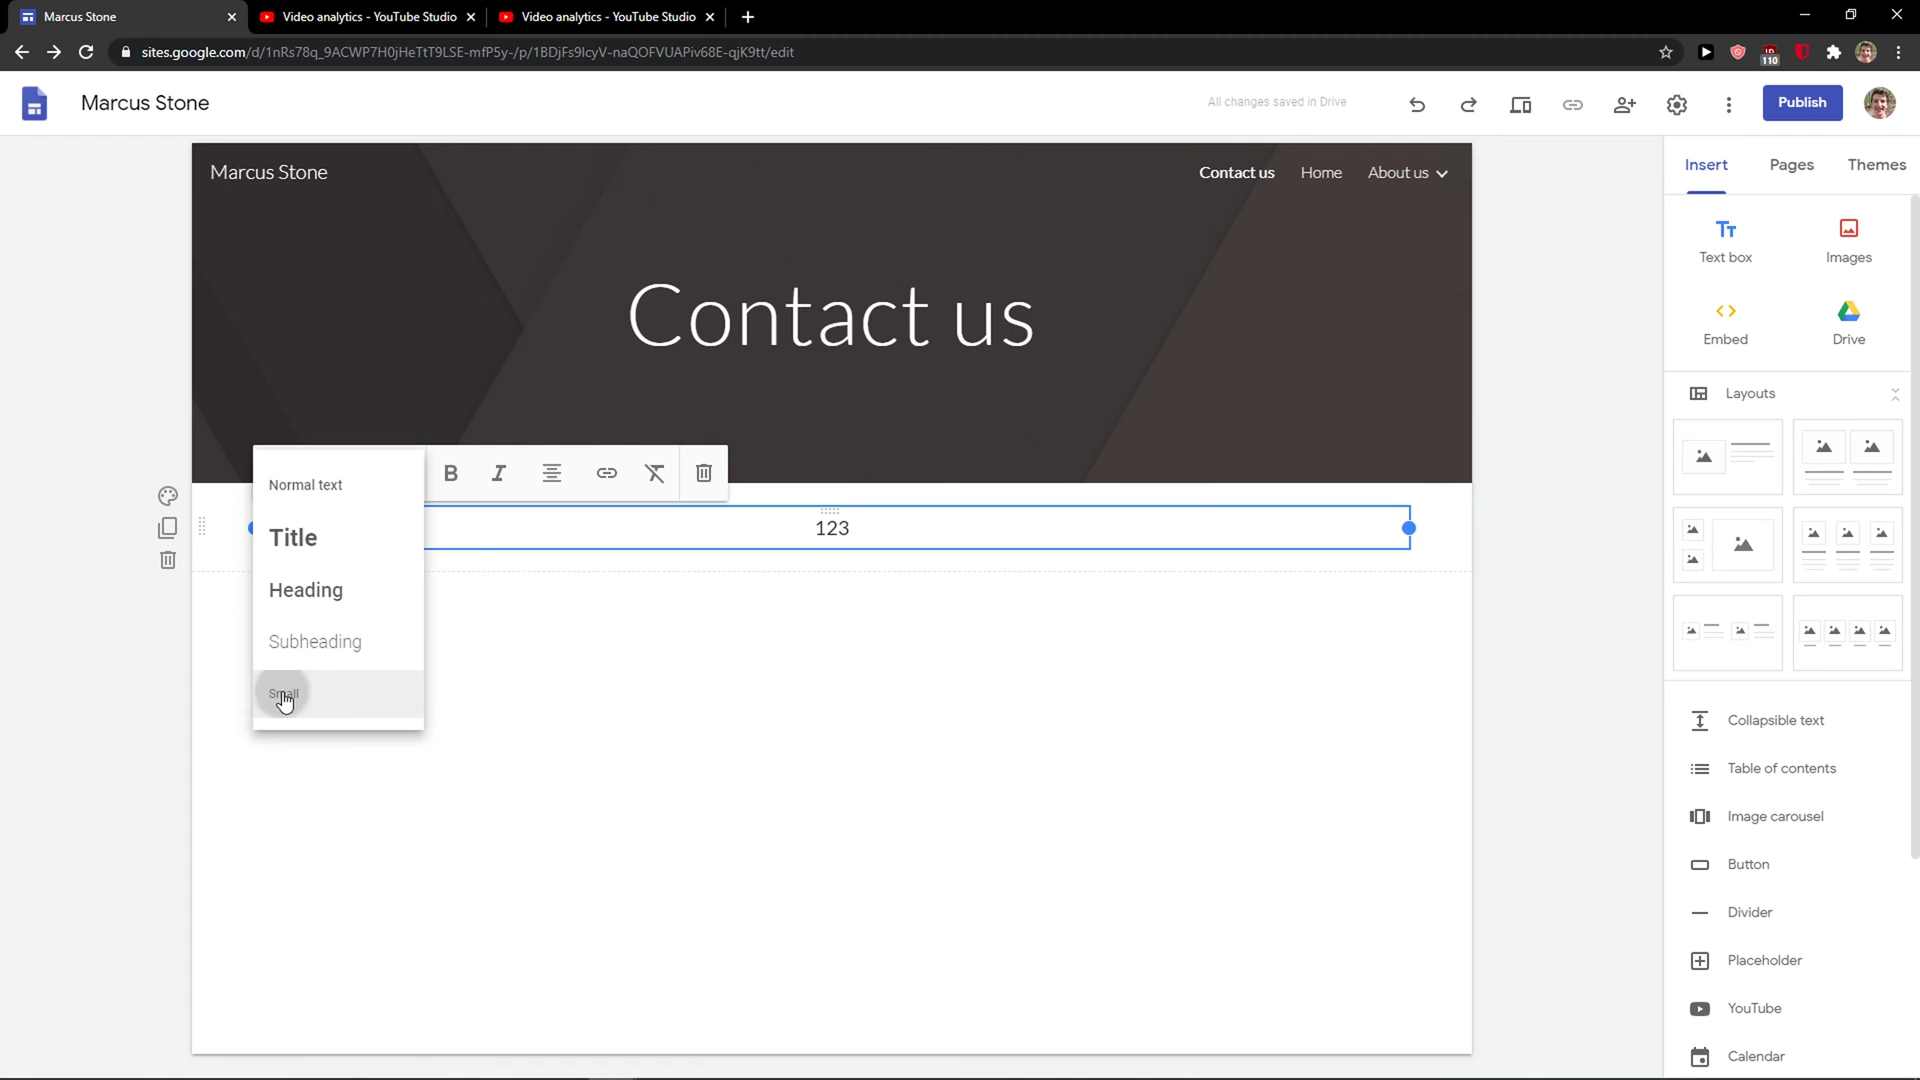 Marcus Stone
Video analytics - YouTube Studio
Video analytics - YouTube Studio
sites.google.com/d/1nRs78q_9ACWP7H0jHeTtT9LSE-mfP5y-/p/1BDjFs9lcyV-naQOFVUAPiv68E-qjK9tt/edit
110
Marcus Stone
All changes saved in Drive
Publish
Marcus Stone
Contact us
Home
About us
Contact us
Normal text
Title
Heading
Subheading
Small
123
Insert
Pages
Themes
Text box
Images
Embed
Drive
Layouts
Collapsible text
Table of contents
Image carousel
Button
Divider
Placeholder
YouTube
Calendar